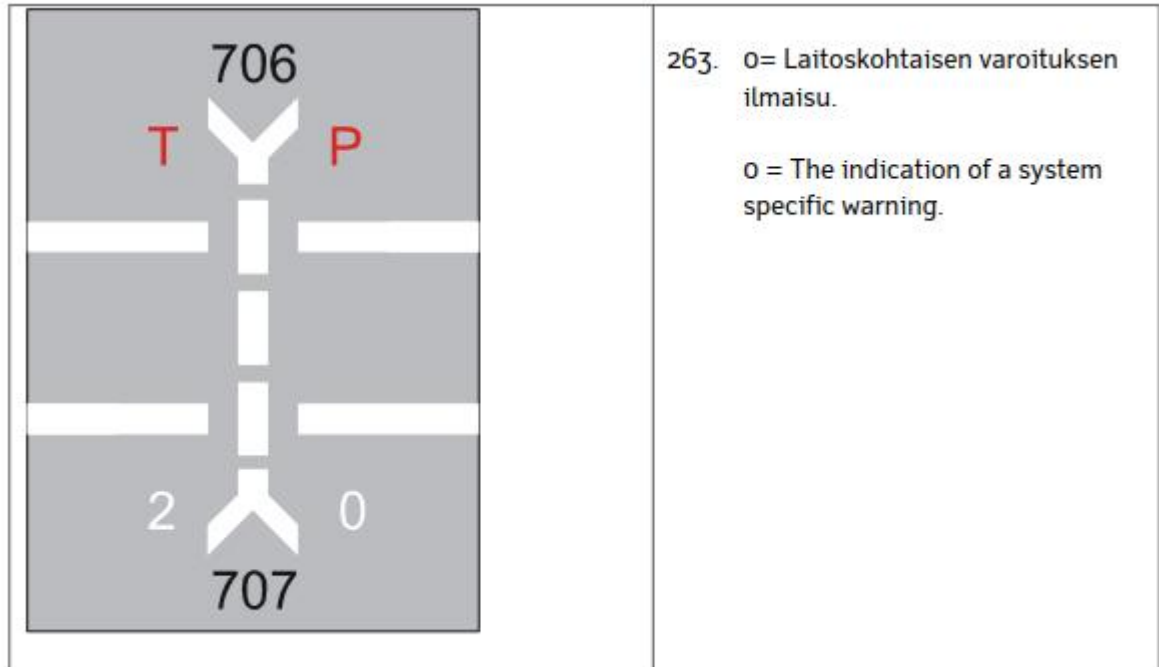 706
T P
2 0
707
263. 0= Laitoskohtaisen varoituksen
ilmaisu.
0 = The indication of a system
specific warning.